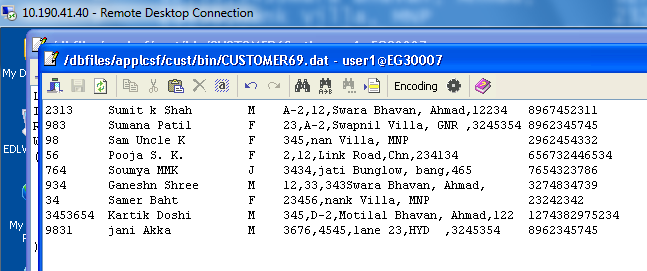 10.190.41.40 - Remote Desktop Connection
/dbfiles/applcsf/cust/bin/CUSTOMER69.dat - user1@EG30007
My D
Encoding
2313 Sumit k Shah M A-2,12,Swara Bhavan, Ahmad,12234 8967452311
983 Sumana Patil F 23,A-2,Swapnil Villa, GNR ,3245354 8962345745
98 Sam Uncle K F 345,nan Villa, MNP 2962454332
56 Pooja S. K. F 2,12,Link Road,Chn,234134 656732446534
764 Soumya MMK J 3434,jati Bunglow, bang,465 7654323786
934 Ganeshn Shree M 12,33,343Swara Bhavan, Ahmad, 3274834739
34 Samer Baht F 23456,nank Villa, MNP 23242342
3453654 Kartik Doshi M 345,D-2,Motilal Bhavan, Ahmad,122 1274382975234
9831 jani Akka M 3676,4545,lane 23,HYD ,3245354 8962345745
EDLW
My
P